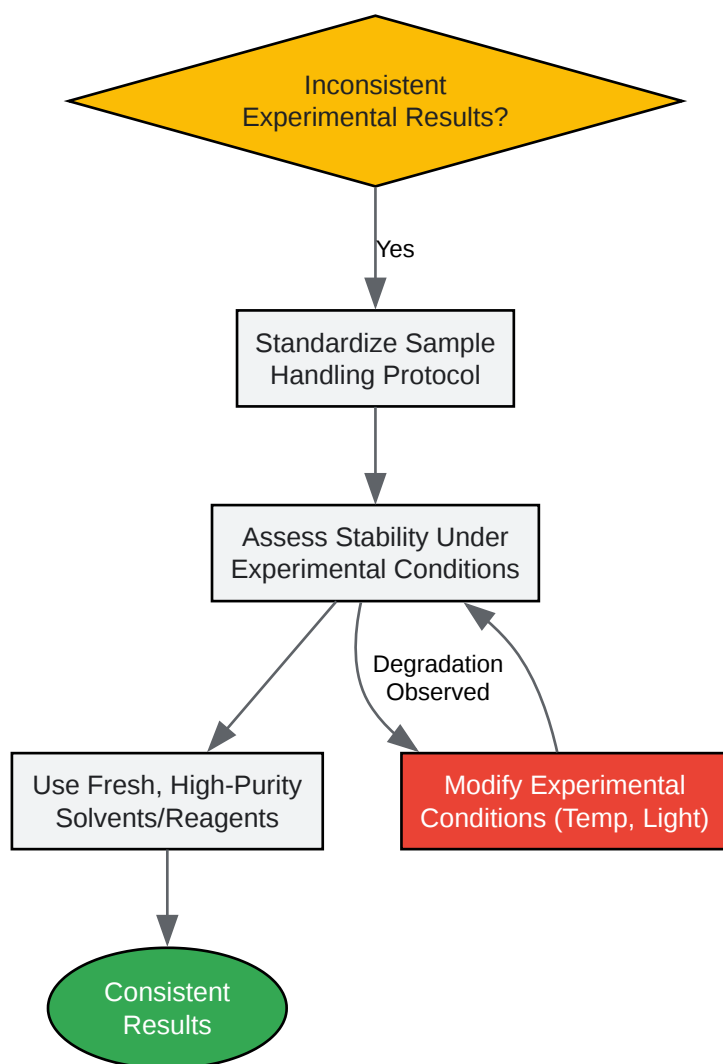 Inconsistent
Experimental Results?
Yes
Standardize Sample
Handling Protocol
Assess Stability Under
Experimental Conditions
Degradation
Observed
Use Fresh, High-Purity
Solvents/Reagents
Modify Experimental
Conditions (Temp, Light)
Consistent
Results